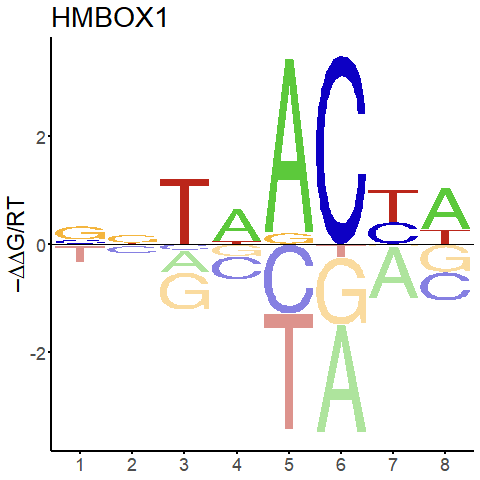 HMBOX1
−ΔΔG/RT
2
0
-2
G T
G C
T C A G
A T G C
A G C T
C T G A
T C A
A T G C
1 2 3 4 5 6 7 8